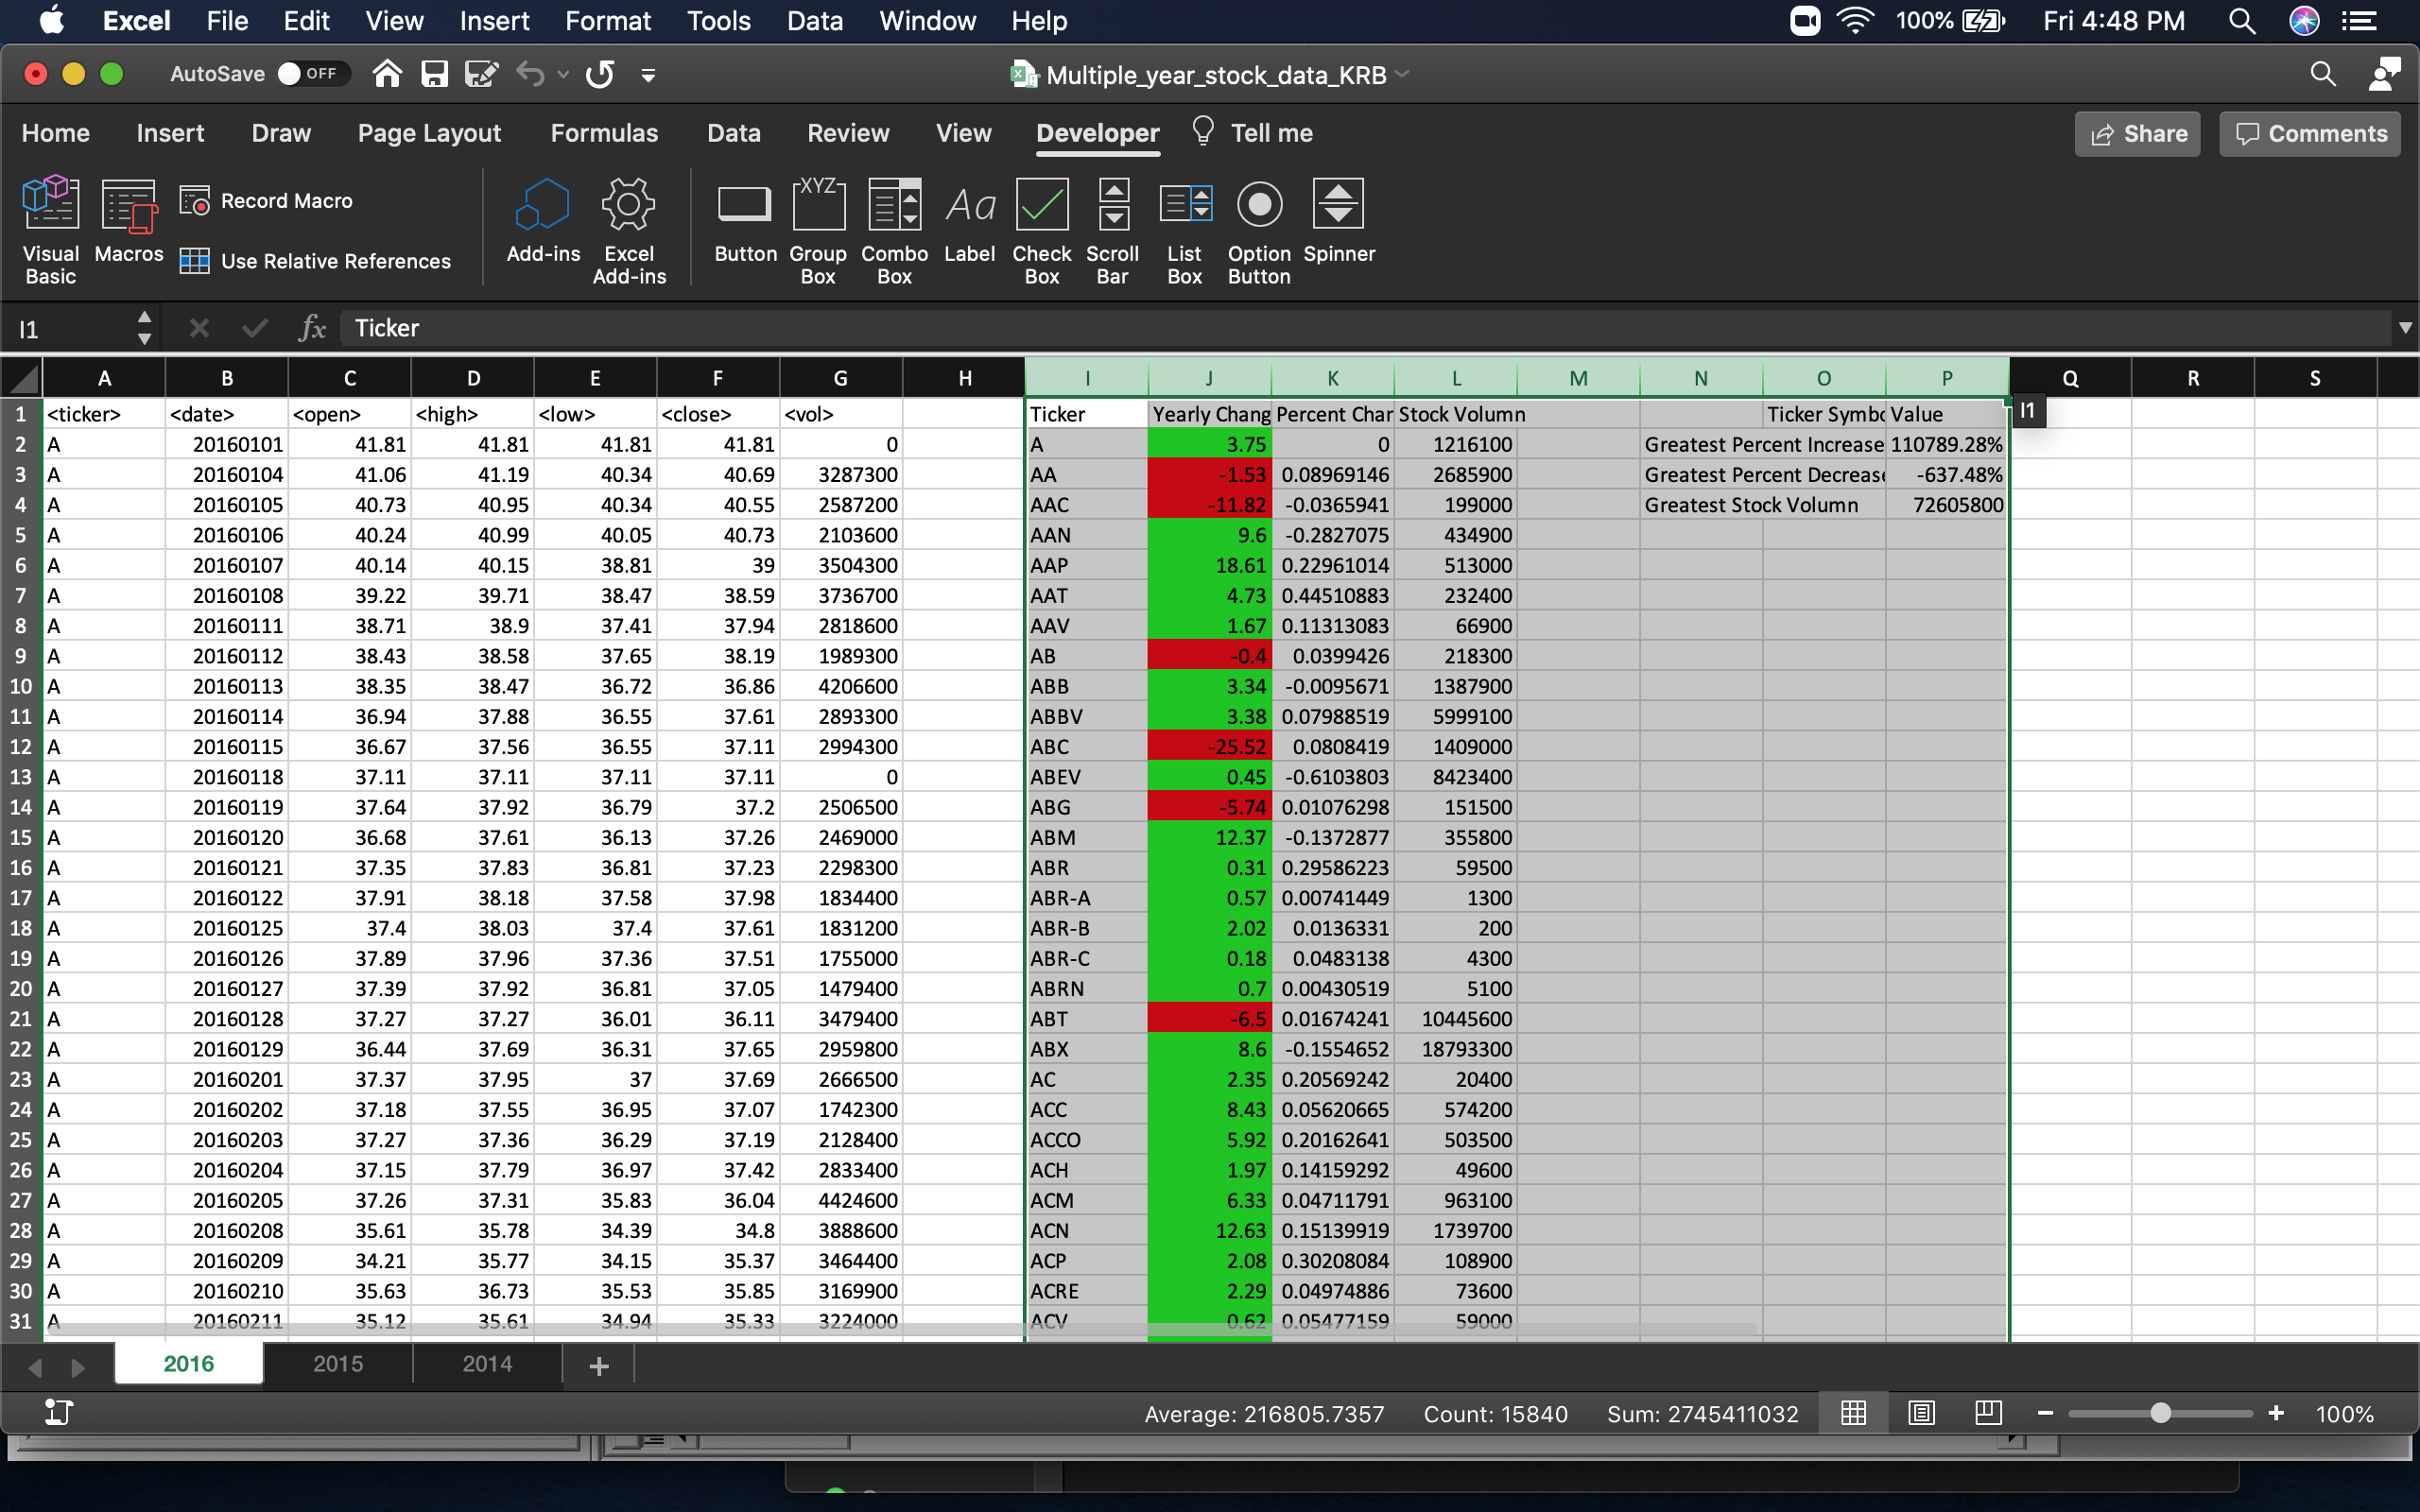 Excel File Edit View Insert Format Tools Data Window Help 100% Fri 4:48 PM
AutoSave OFF Multiple_year_stock_data_KRB
Home Insert Draw Page Layout Formulas Data Review View Developer Tell me Share Comments
Visual Basic Macros Record Macro Use Relative References Add-ins Excel Add-ins Button Group Box Combo Box Label Check Box Scroll Bar List Box Option Button Spinner
I1 fx Ticker
A B C D E F G H I J K L M N O P Q R S
1 <ticker> <date> <open> <high> <low> <close> <vol> Ticker Yearly Chang Percent Char Stock Volumn Ticker Symbo Value I1
2 A 20160101 41.81 41.81 41.81 41.81 0 A 3.75 0 1216100 Greatest Percent Increase 110789.28%
3 A 20160104 41.06 41.19 40.34 40.69 3287300 AA -1.53 0.08969146 2685900 Greatest Percent Decrease -637.48%
4 A 20160105 40.73 40.95 40.34 40.55 2587200 AAC -11.82 -0.0365941 199000 Greatest Stock Volumn 72605800
5 A 20160106 40.24 40.99 40.05 40.73 2103600 AAN 9.6 -0.2827075 434900
6 A 20160107 40.14 40.15 38.81 39 3504300 AAP 18.61 0.22961014 513000
7 A 20160108 39.22 39.71 38.47 38.59 3736700 AAT 4.73 0.44510883 232400
8 A 20160111 38.71 38.9 37.41 37.94 2818600 AAV 1.67 0.11313083 66900
9 A 20160112 38.43 38.58 37.65 38.19 1989300 AB -0.4 0.0399426 218300
10 A 20160113 38.35 38.47 36.72 36.86 4206600 ABB 3.34 -0.0095671 1387900
11 A 20160114 36.94 37.88 36.55 37.61 2893300 ABBV 3.38 0.07988519 5999100
12 A 20160115 36.67 37.56 36.55 37.11 2994300 ABC -25.52 0.0808419 1409000
13 A 20160118 37.11 37.11 37.11 37.11 0 ABEV 0.45 -0.6103803 8423400
14 A 20160119 37.64 37.92 36.79 37.2 2506500 ABG -5.74 0.01076298 151500
15 A 20160120 36.68 37.61 36.13 37.26 2469000 ABM 12.37 -0.1372877 355800
16 A 20160121 37.35 37.83 36.81 37.23 2298300 ABR 0.31 0.29586223 59500
17 A 20160122 37.91 38.18 37.58 37.98 1834400 ABR-A 0.57 0.00741449 1300
18 A 20160125 37.4 38.03 37.4 37.61 1831200 ABR-B 2.02 0.0136331 200
19 A 20160126 37.89 37.96 37.36 37.51 1755000 ABR-C 0.18 0.0483138 4300
20 A 20160127 37.39 37.92 36.81 37.05 1479400 ABRN 0.7 0.00430519 5100
21 A 20160128 37.27 37.27 36.01 36.11 3479400 ABT -6.5 0.01674241 10445600
22 A 20160129 36.44 37.69 36.31 37.65 2959800 ABX 8.6 -0.1554652 18793300
23 A 20160201 37.37 37.95 37 37.69 2666500 AC 2.35 0.20569242 20400
24 A 20160202 37.18 37.55 36.95 37.07 1742300 ACC 8.43 0.05620665 574200
25 A 20160203 37.27 37.36 36.29 37.19 2128400 ACCO 5.92 0.20162641 503500
26 A 20160204 37.15 37.79 36.97 37.42 2833400 ACH 1.97 0.14159292 49600
27 A 20160205 37.26 37.31 35.83 36.04 4424600 ACM 6.33 0.04711791 963100
28 A 20160208 35.61 35.78 34.39 34.8 3888600 ACN 12.63 0.15139919 1739700
29 A 20160209 34.21 35.77 34.15 35.37 3464400 ACP 2.08 0.30208084 108900
30 A 20160210 35.63 36.73 35.53 35.85 3169900 ACRE 2.29 0.04974886 73600
31 A 20160211 35.12 35.61 34.94 35.33 3224000 ACV 0.62 0.05477159 59000
2016 2015 2014 +
Average: 216805.7357 Count: 15840 Sum: 2745411032 100%